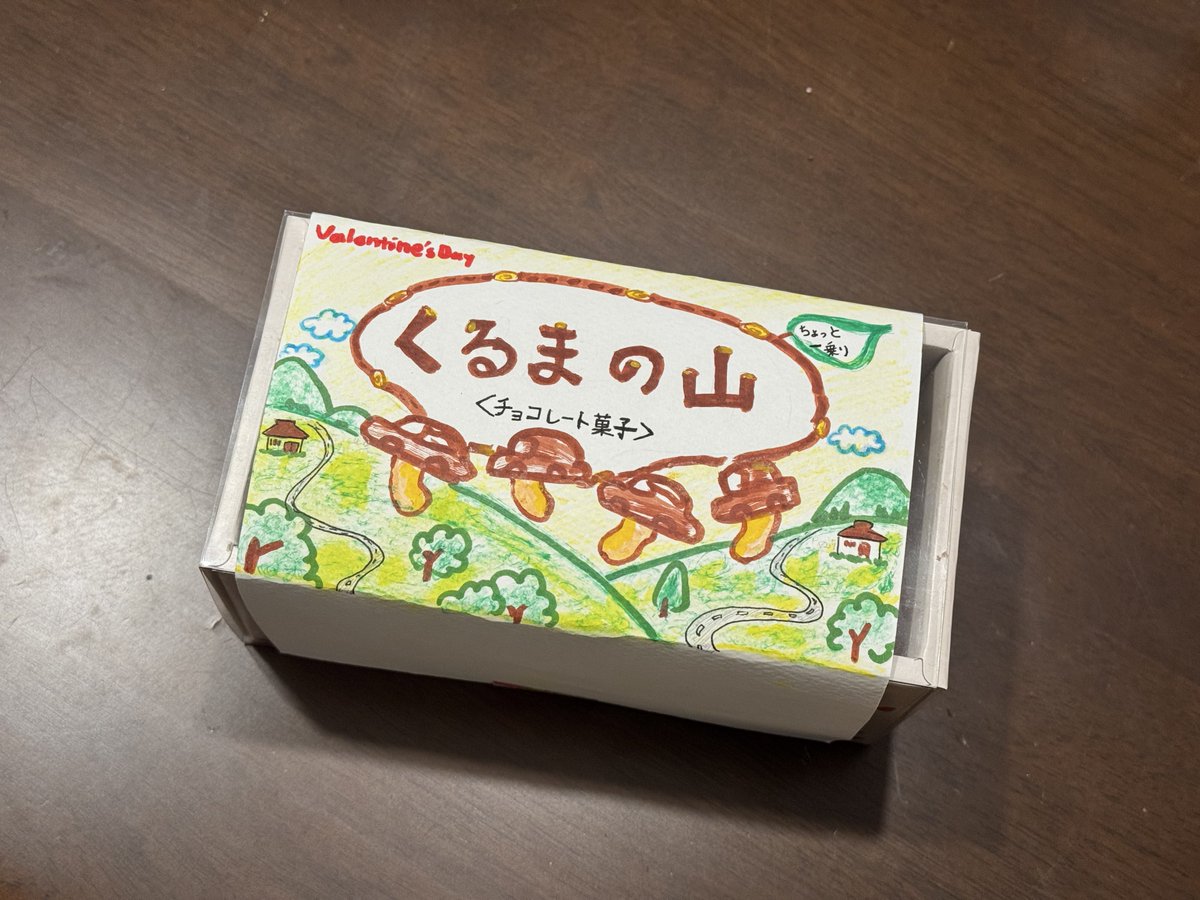 Valentine's Day
くるまの山
<チョコレート菓子>
ちょっと
一乗り